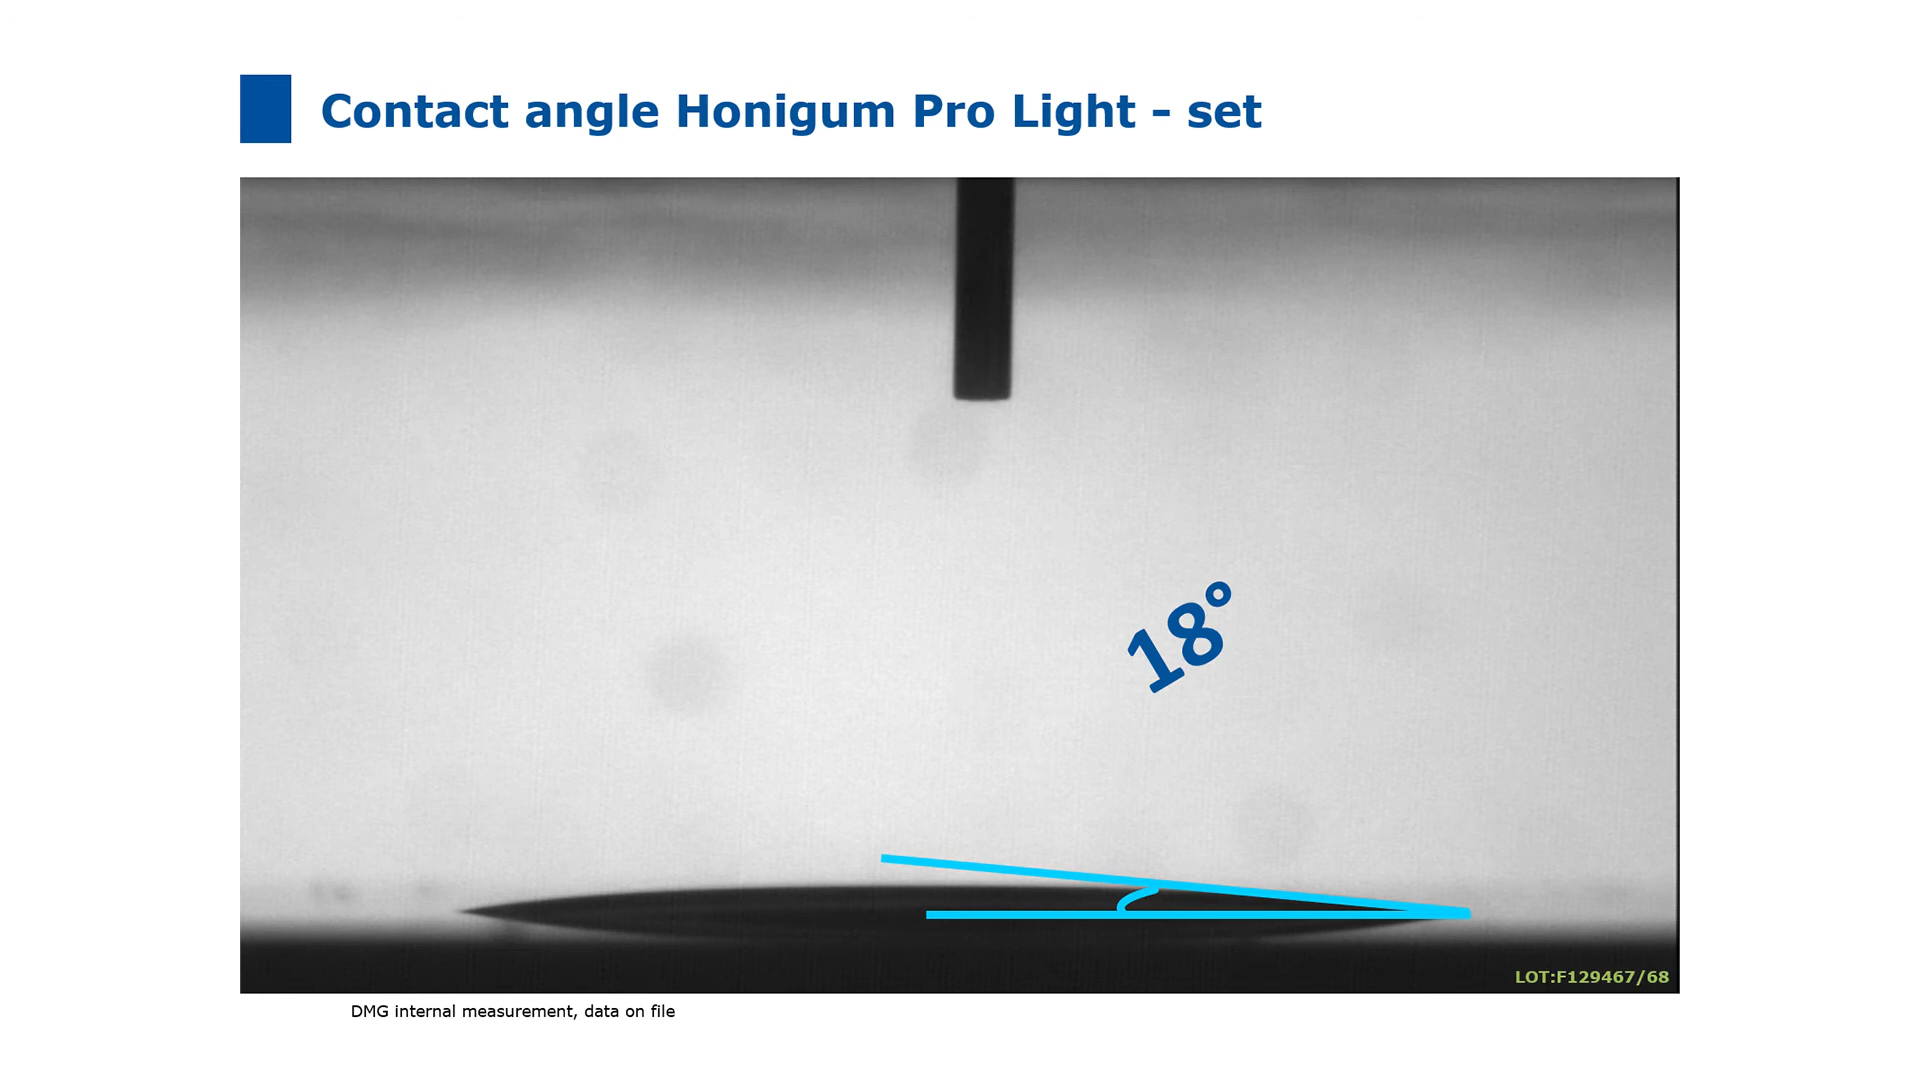 Contact angle Honigum Pro Light - set
18°
LOT:F129467/68
DMG internal measurement, data on file